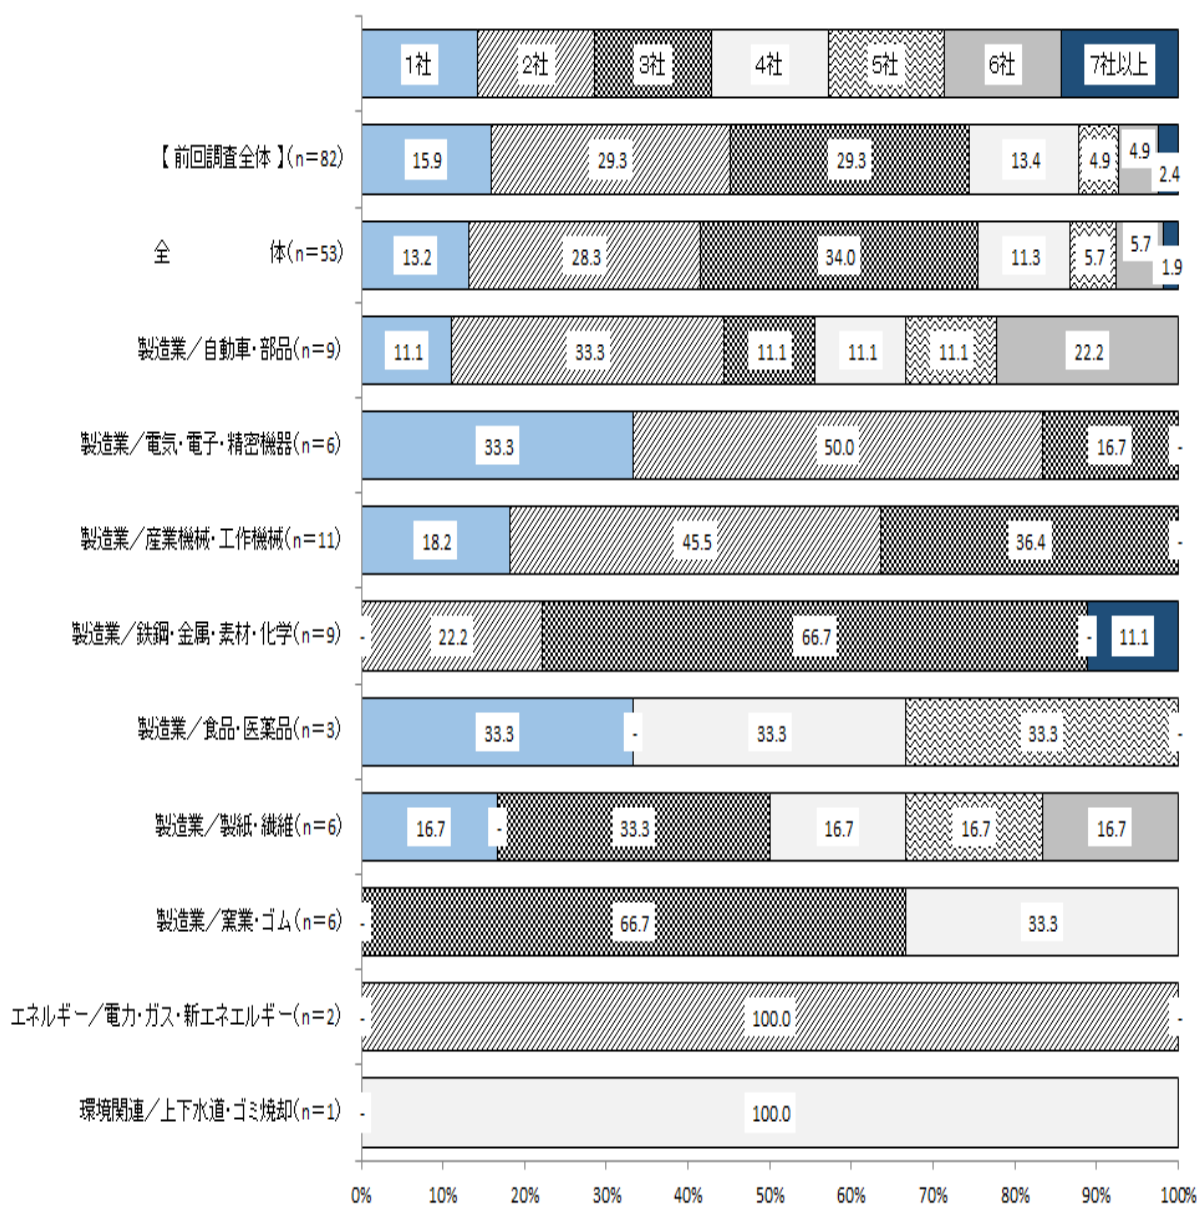 1社 2社 3社 4社 5社 6社 7社以上
【 前回調査全体 】(n=82) 15.9 29.3 29.3 13.4 4.9 4.9 2.4
全 体(n=53) 13.2 28.3 34.0 11.3 5.7 5.7 1.9
製造業／自動車・部品(n=9) 11.1 33.3 11.1 11.1 11.1 22.2
製造業／電気・電子・精密機器(n=6) 33.3 50.0 16.7 -
製造業／産業機械・工作機械(n=11) 18.2 45.5 36.4 -
製造業／鉄鋼・金属・素材・化学(n=9) - 22.2 66.7 - 11.1
製造業／食品・医薬品(n=3) 33.3 - 33.3 33.3 -
製造業／製紙・繊維(n=6) 16.7 - 33.3 16.7 16.7 16.7
製造業／窯業・ゴム(n=6) - 66.7 33.3
エネルギー／電力・ガス・新エネエルギー(n=2) - 100.0 -
環境関連／上下水道・ゴミ焼却(n=1) - 100.0
0% 10% 20% 30% 40% 50% 60% 70% 80% 90% 100%